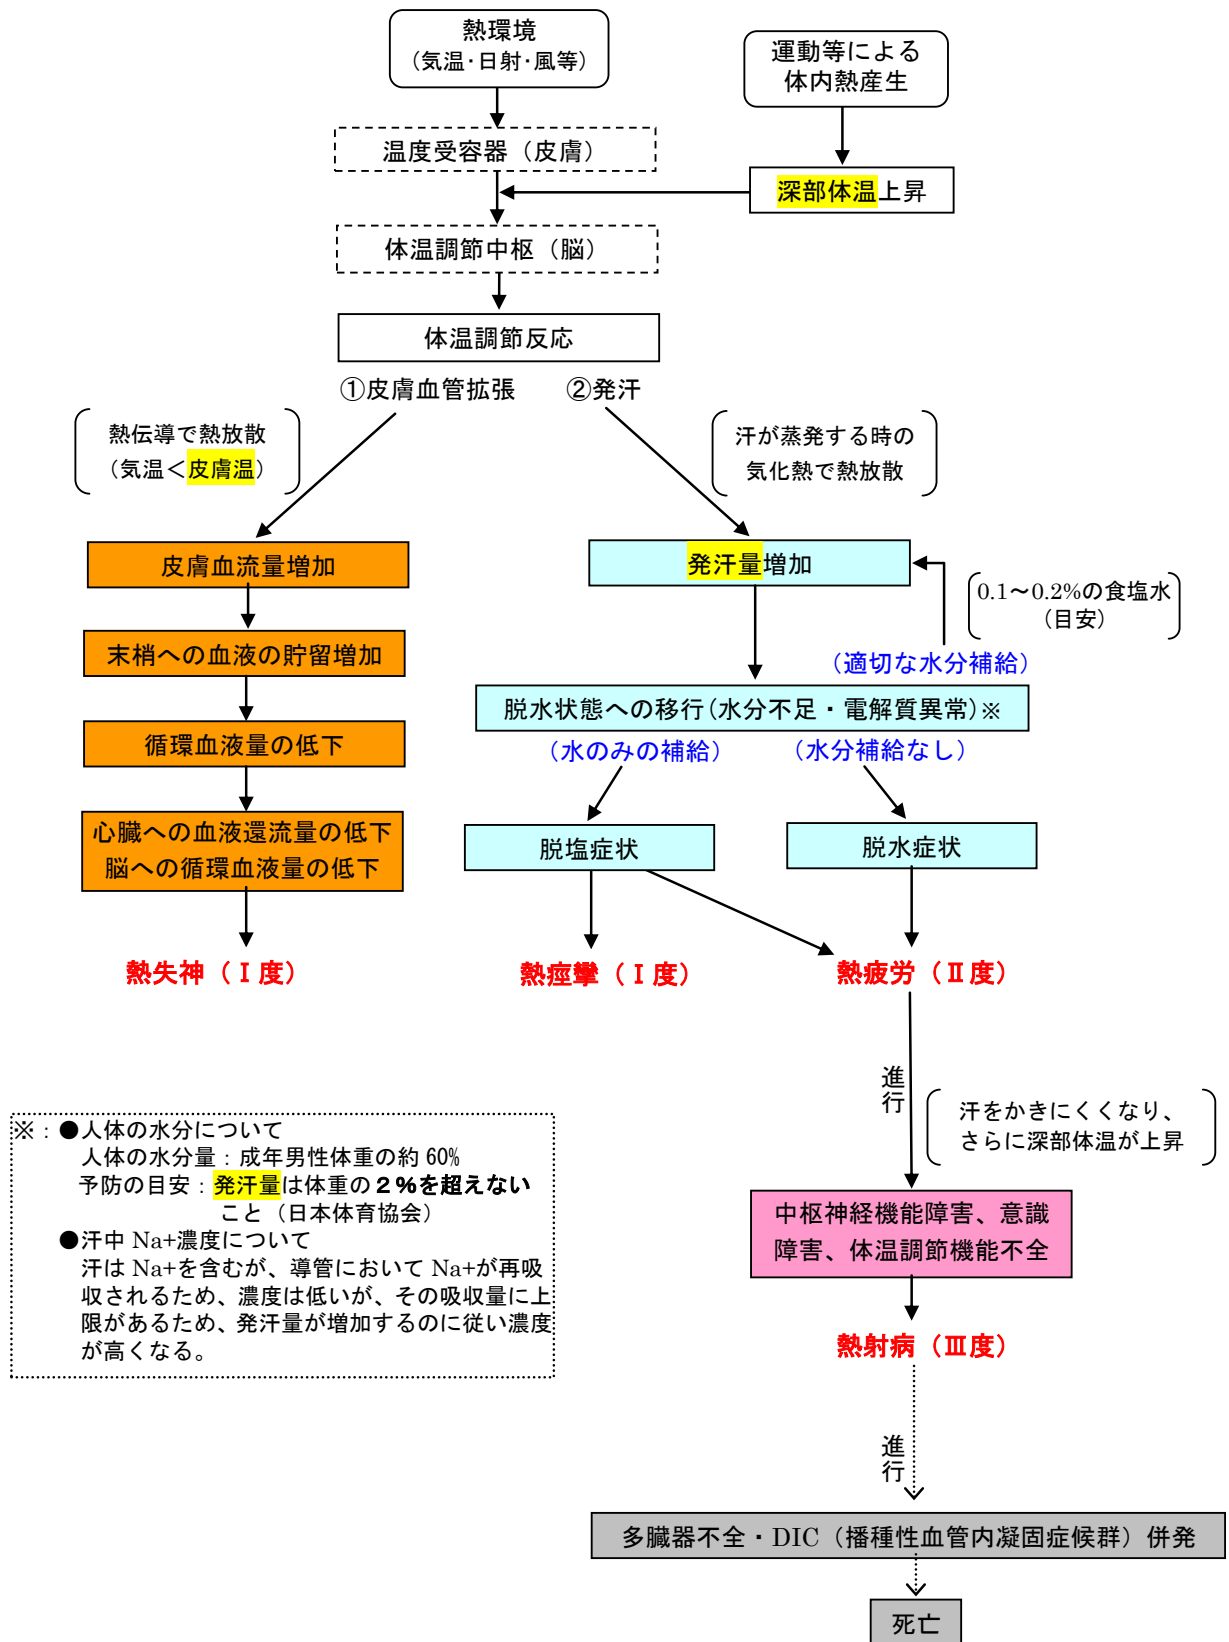 熱環境
（気温・日射・風等）
運動等による
体内熱産生
温度受容器（皮膚）
深部体温上昇
体温調節中枢（脳）
体温調節反応
①皮膚血管拡張
②発汗
熱伝導で熱放散
（気温＜皮膚温）
汗が蒸発する時の
気化熱で熱放散
皮膚血流量増加
発汗量増加
0.1～0.2%の食塩水
（目安）
末梢への血液の貯留増加
（適切な水分補給）
脱水状態への移行（水分不足・電解質異常）※
循環血液量の低下
（水のみの補給）
（水分補給なし）
心臓への血液還流量の低下
脳への循環血液量の低下
脱塩症状
脱水症状
熱失神（Ⅰ度）
熱痙攣（Ⅰ度）
熱疲労（Ⅱ度）
進行
汗をかきにくくなり、
さらに深部体温が上昇
※：●人体の水分について
人体の水分量：成年男性体重の約 60%
予防の目安：発汗量は体重の２％を超えない
こと（日本体育協会）
●汗中 Na+濃度について
汗は Na+を含むが、導管において Na+が再吸
収されるため、濃度は低いが、その吸収量に上
限があるため、発汗量が増加するのに従い濃度
が高くなる。
中枢神経機能障害、意識
障害、体温調節機能不全
熱射病（Ⅲ度）
進行
多臓器不全・DIC（播種性血管内凝固症候群）併発
死亡